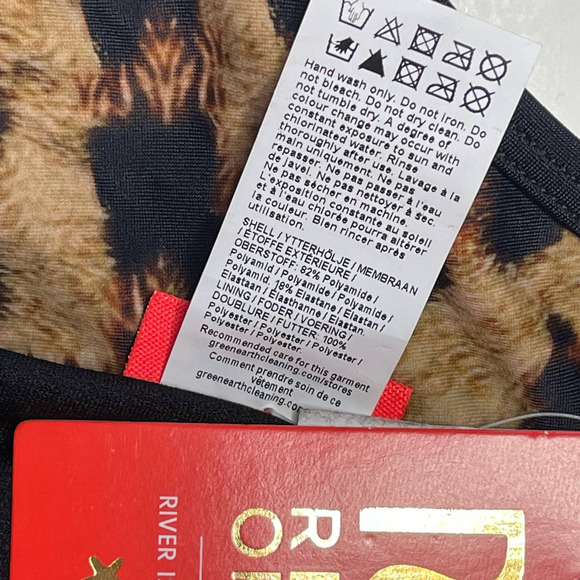 Hand wash only. Do not Iron. Do
not bleach. Do not dry clean. Do
not tumble dry. A degree of
colour change may occur with
constant exposure to sun and
chlorinated water. Rinse
thoroughly after use. Lavage à la
main uniquement. Ne pas
repasser. Ne pas passer à l'eau
de javel. Ne pas nettoyer à sec.
Ne pas sécher en machine.
L'exposition constante au soleil
et à l'eau chlorée pourra altérer
la couleur. Bien rincer après
utilisation.
SHELL / YTTERHÖLJE / MEMBRAAN
/ ÉTOFFE EXTÉRIEURE /
OBERSTOFF: 82% Polyamide /
Polyamid / Polyamide / Polyamide /
Polyamid. 18% Elastane / Elastan /
Elastan / Elasthanne / Elastan.
LINING / FODER / VOERING /
DOUBLURE / FUTTER: 100%
Polyester / Polyester / Polyester /
Polyester / Polyester.
Recommended care for this garment
greenearthcleaning.com/stores
Comment prendre soin de ce
vêtement
greenearthcleaning.com
RIVER I